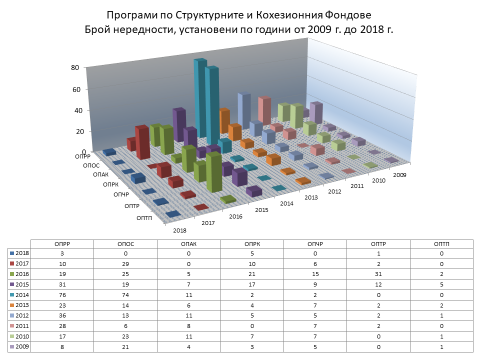 Програми по Структурните и Кохезионния Фондове
Брой нередности, установени по години от 2009 г. до 2018 г.
80
60
40
20
0
ОПРР
ОПОС
ОПАК
ОПРК
ОПЧР
ОПТР
ОПТП
2018
2017
2016
2015
2014
2013
2012
2011
2010
2009
ОПРР ОПОС ОПАК ОПРК ОПЧР ОПТР ОПТП
2018 3 0 0 5 0 1 0
2017 10 29 0 10 6 2 0
2016 19 25 5 21 15 31 2
2015 31 19 7 17 9 12 5
2014 76 74 11 2 2 0 0
2013 23 14 6 4 7 2 2
2012 36 13 11 5 5 2 1
2011 28 6 8 0 7 2 0
2010 17 23 11 7 7 0 1
2009 8 21 4 3 5 0 1